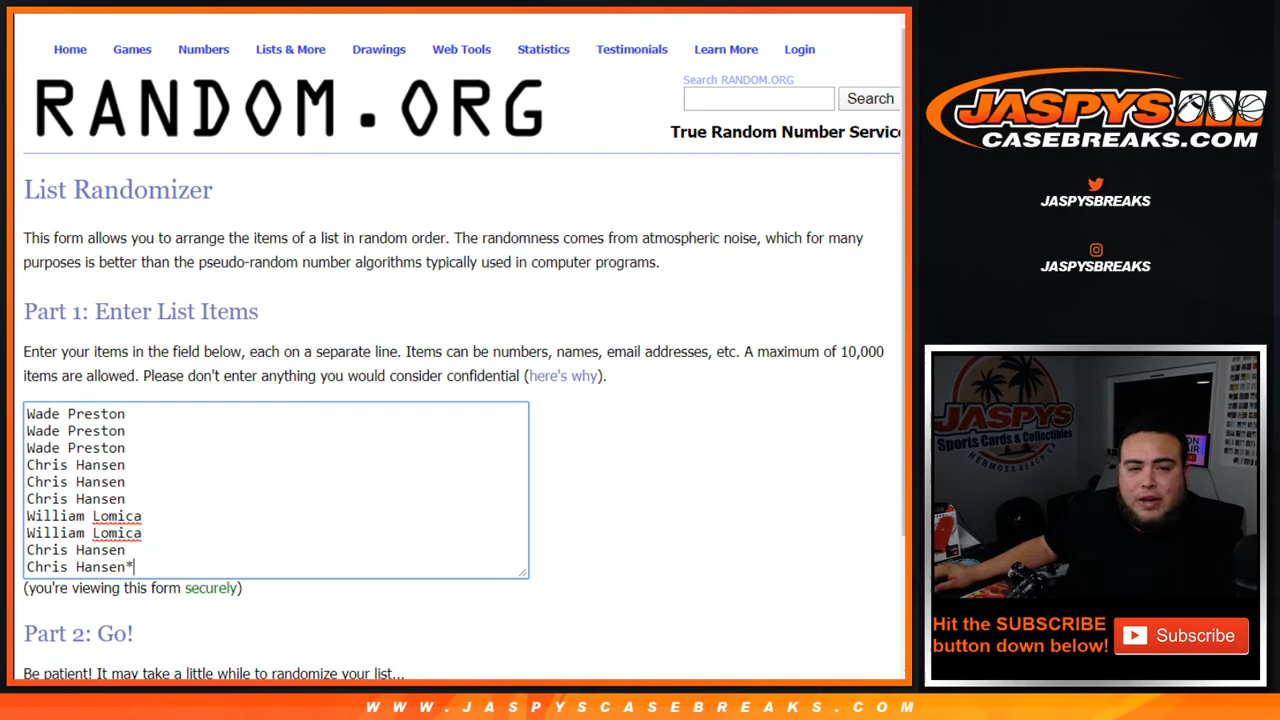 Home Games Numbers Lists & More Drawings Web Tools Statistics Testimonials Learn More Login
RANDOM.ORG
Search RANDOM.ORG
Search
True Random Number Servic
List Randomizer
This form allows you to arrange the items of a list in random order. The randomness comes from atmospheric noise, which for many
purposes is better than the pseudo-random number algorithms typically used in computer programs.
Part 1: Enter List Items
Enter your items in the field below, each on a separate line. Items can be numbers, names, email addresses, etc. A maximum of 10,000
items are allowed. Please don't enter anything you would consider confidential (here's why).
Wade Preston
Wade Preston
Wade Preston
Chris Hansen
Chris Hansen
Chris Hansen
William Lomica
William Lomica
Chris Hansen
Chris Hansen*
(you're viewing this form securely)
Part 2: Go!
Be patient! It may take a little while to randomize your list...
JASPYS
CASEBREAKS.COM
JASPYSBREAKS
JASPYSBREAKS
JASPYS
Sports Cards & Collectibles
HERMOSA BEACH, CA
ON
AIR
Hit the SUBSCRIBE
button down below!
Subscribe
WWW.JASPYSCASEBREAKS.COM